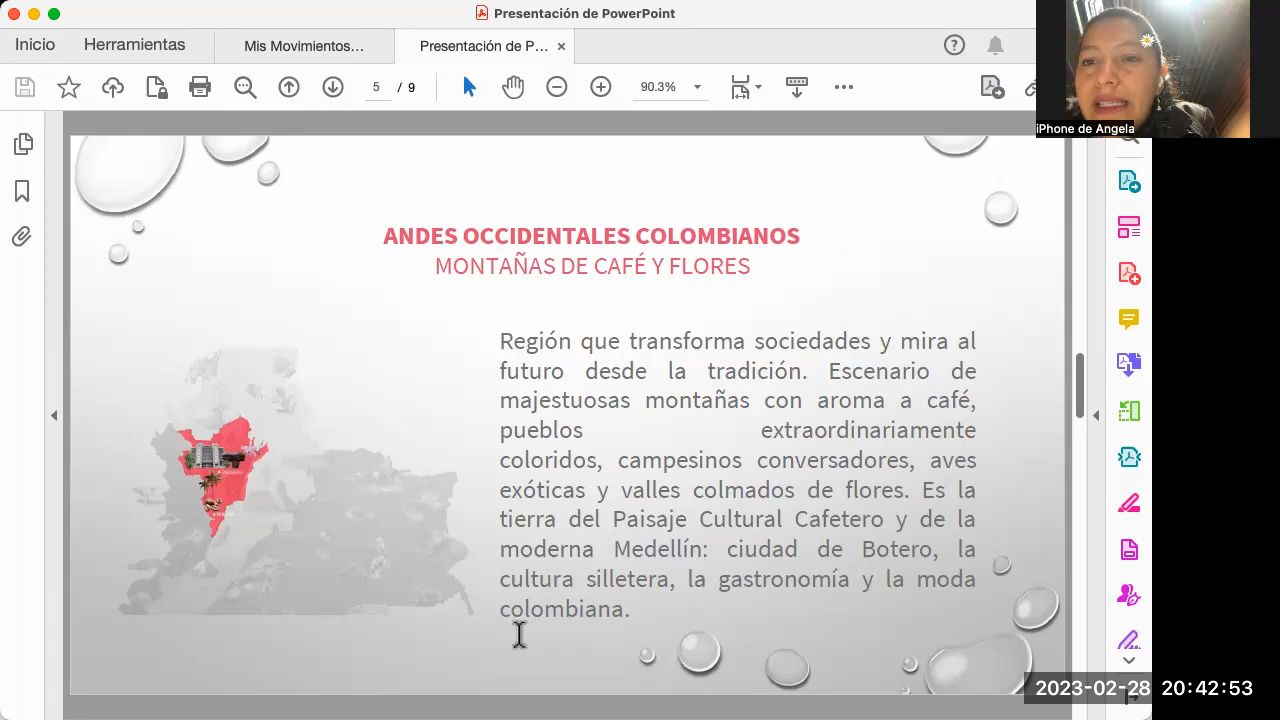 Presentación de PowerPoint
Inicio
Herramientas
Mis Movimientos...
Presentación de P...
5 / 9
90.3%
iPhone de Angela
ANDES OCCIDENTALES COLOMBIANOS
MONTAÑAS DE CAFÉ Y FLORES
Región que transforma sociedades y mira al
futuro desde la tradición. Escenario de
majestuosas montañas con aroma a café,
pueblos extraordinariamente
coloridos, campesinos conversadores, aves
exóticas y valles colmados de flores. Es la
tierra del Paisaje Cultural Cafetero y de la
moderna Medellín: ciudad de Botero, la
cultura silletera, la gastronomía y la moda
colombiana.
2023-02-28 20:42:53